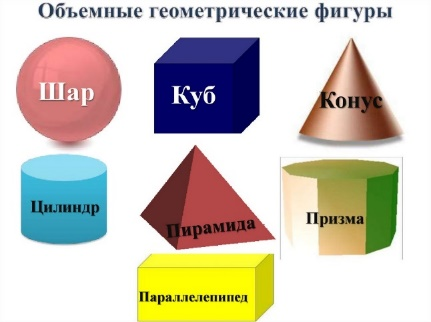 Объемные геометрические фигуры
Шар
Куб
Конус
Цилиндр
Пирамида
Призма
Параллелепипед